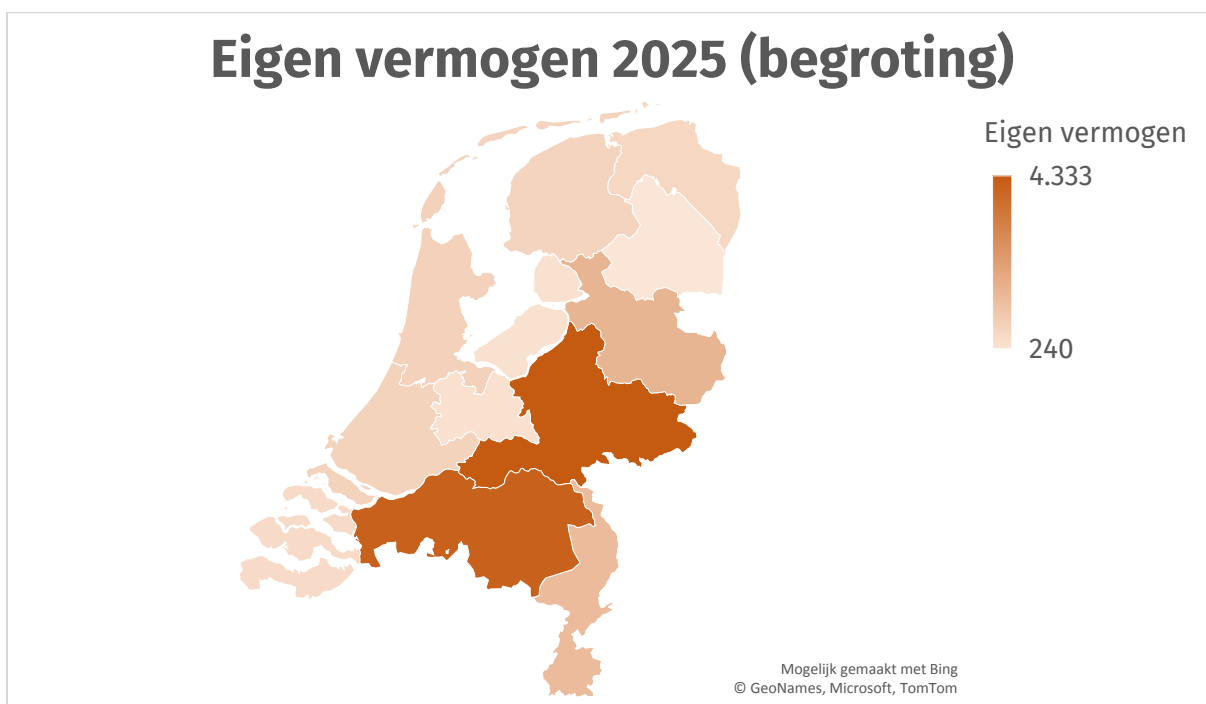 Eigen vermogen 2025 (begroting)
Eigen vermogen
4.333
240
Mogelijk gemaakt met Bing
© GeoNames, Microsoft, TomTom